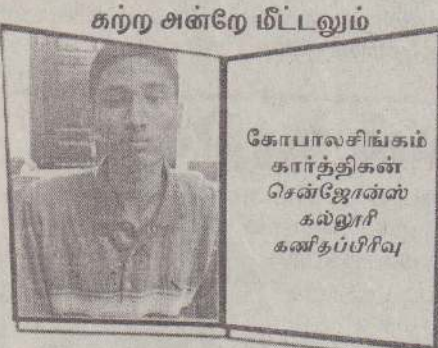 கற்ற அன்றே மீட்டலும்
கோபாலசிங்கம்
கார்த்திகன்
சென்ஜோன்ஸ்
கல்லூரி
கணிதப்பிரிவு